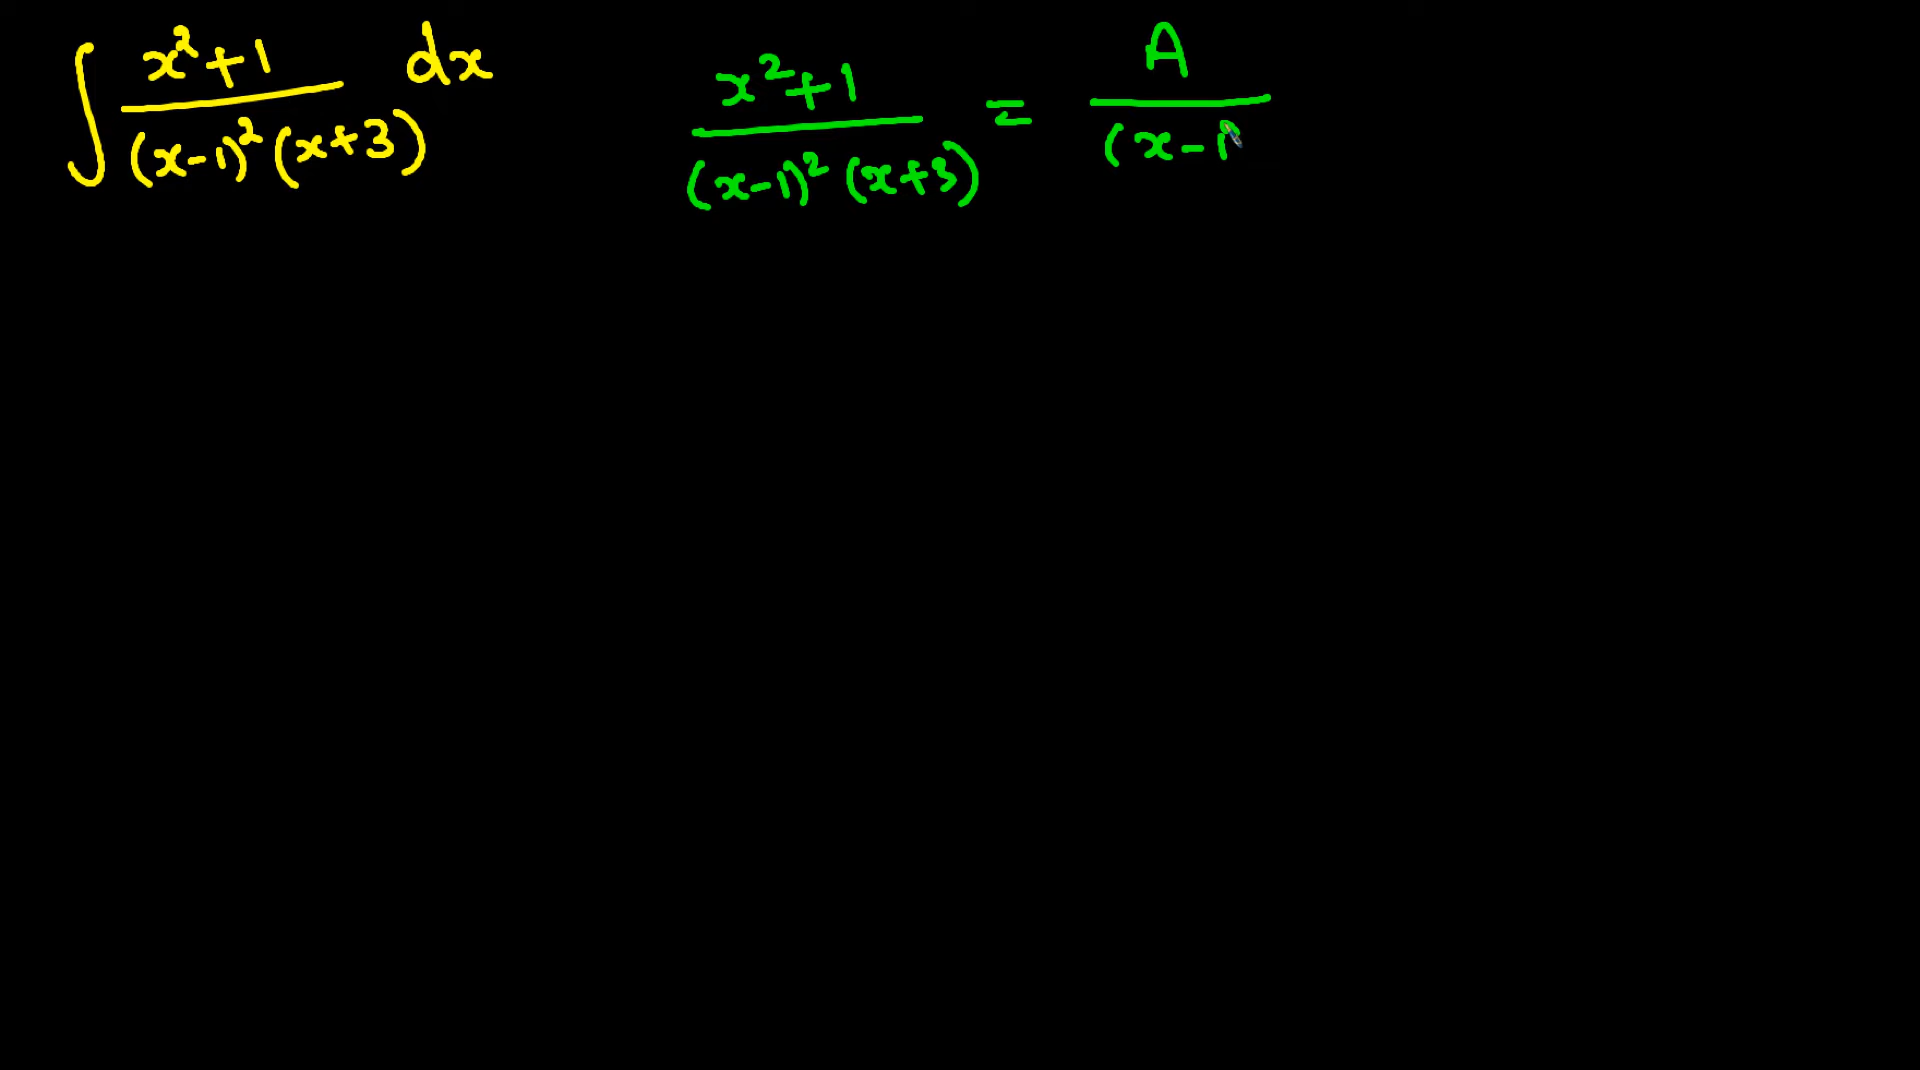 ∫ x²+1 / (x-1)²(x+3) dx
x²+1 / (x-1)²(x+3) = A / (x-1)